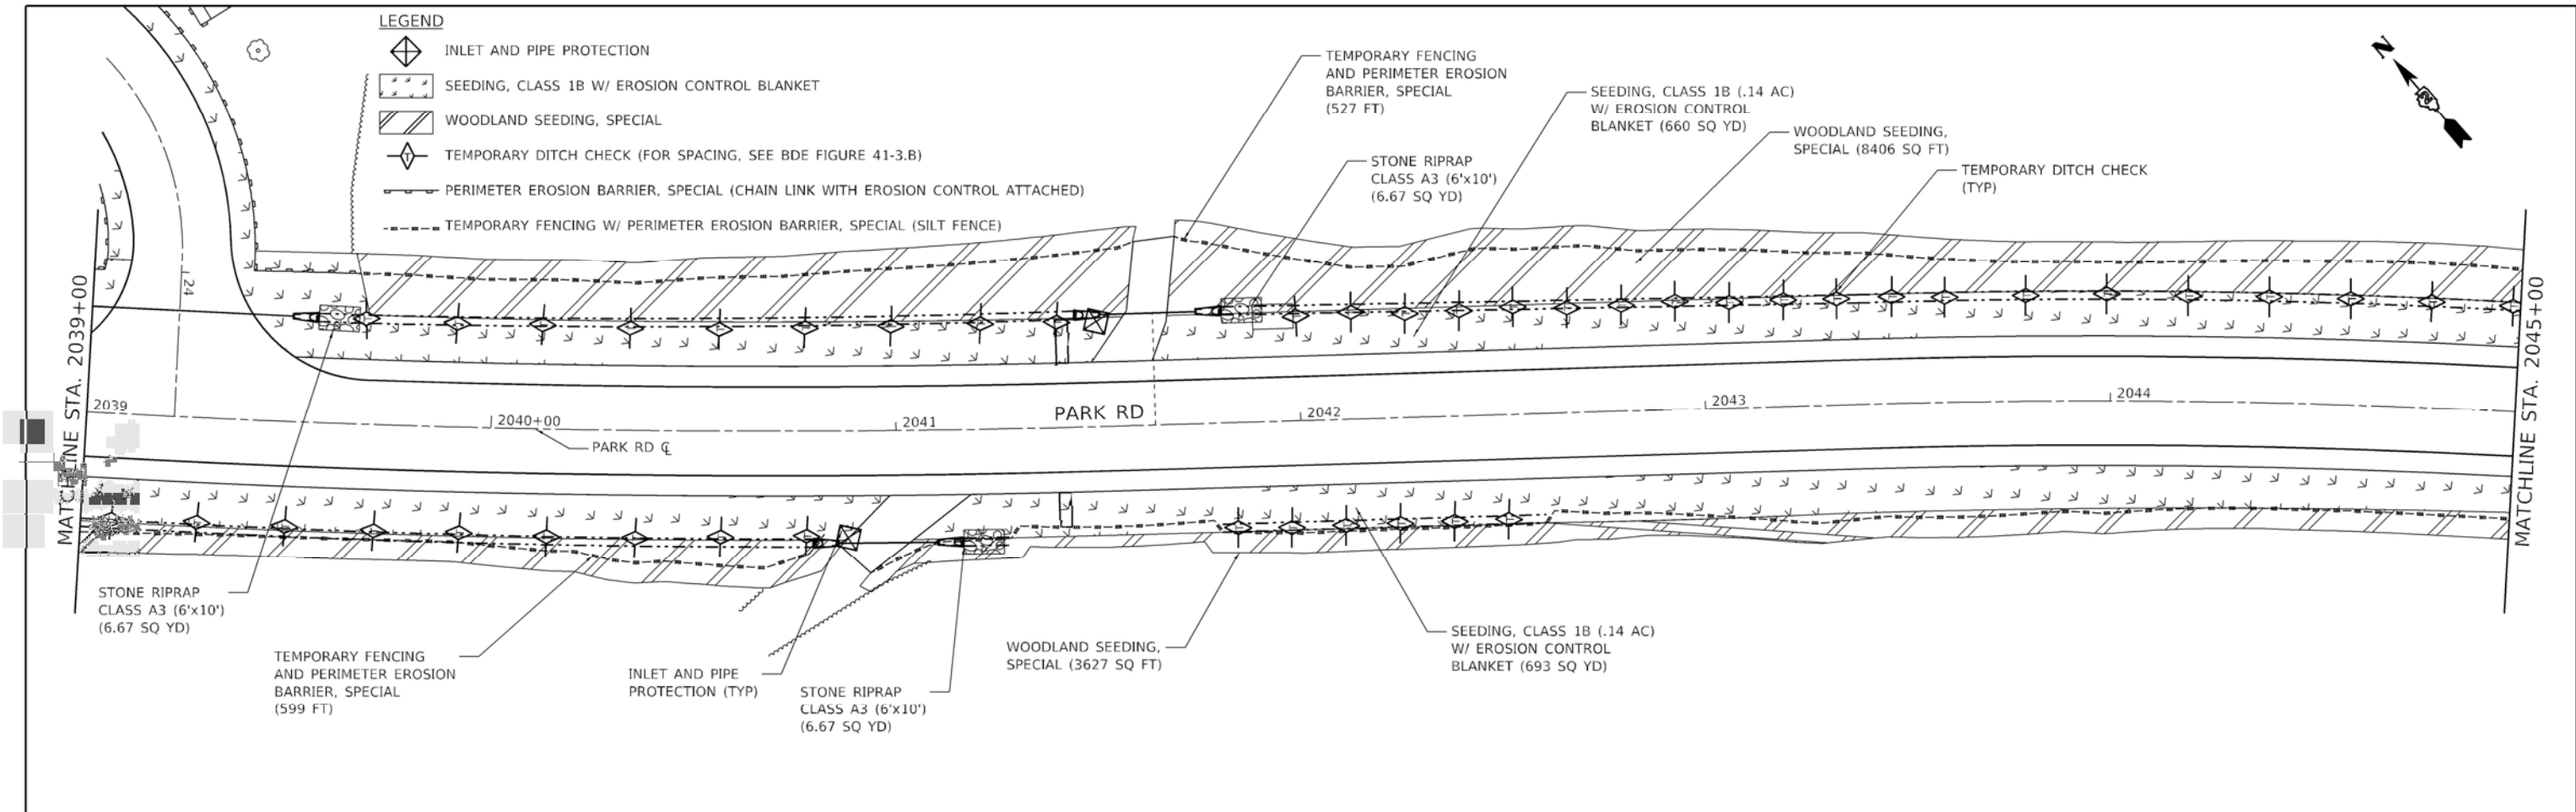 LEGEND
INLET AND PIPE PROTECTION
SEEDING, CLASS 1B W/ EROSION CONTROL BLANKET
WOODLAND SEEDING, SPECIAL
T
TEMPORARY DITCH CHECK (FOR SPACING, SEE BDE FIGURE 41-3.B)
PERIMETER EROSION BARRIER, SPECIAL (CHAIN LINK WITH EROSION CONTROL ATTACHED)
TEMPORARY FENCING W/ PERIMETER EROSION BARRIER, SPECIAL (SILT FENCE)
TEMPORARY FENCING
AND PERIMETER EROSION
BARRIER, SPECIAL
(527 FT)
STONE RIPRAP
CLASS A3 (6'x10')
(6.67 SQ YD)
SEEDING, CLASS 1B (.14 AC)
W/ EROSION CONTROL
BLANKET (660 SQ YD)
WOODLAND SEEDING,
SPECIAL (8406 SQ FT)
TEMPORARY DITCH CHECK
(TYP)
N
MATCHLINE STA. 2039+00
124
2039
2040+00
2041
PARK RD
2042
2043
2044
PARK RD ℄
MATCHLINE STA. 2045+00
STONE RIPRAP
CLASS A3 (6'x10')
(6.67 SQ YD)
TEMPORARY FENCING
AND PERIMETER EROSION
BARRIER, SPECIAL
(599 FT)
INLET AND PIPE
PROTECTION (TYP)
STONE RIPRAP
CLASS A3 (6'x10')
(6.67 SQ YD)
WOODLAND SEEDING,
SPECIAL (3627 SQ FT)
SEEDING, CLASS 1B (.14 AC)
W/ EROSION CONTROL
BLANKET (693 SQ YD)